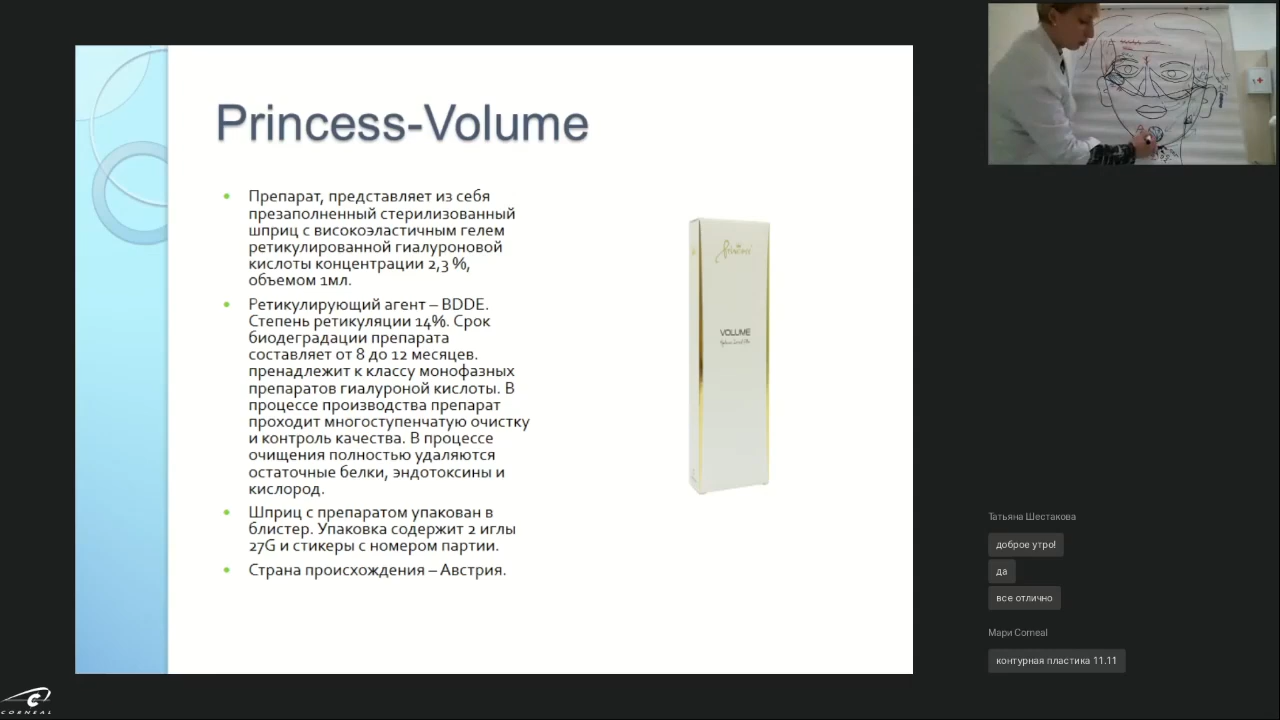 Princess-Volume
Препарат, представляет из себя
презаполненный стерилизованный
шприц с високоэластичным гелем
ретикулированной гиалуроновой
кислоты концентрации 2,3 %,
объемом 1мл.
Ретикулирующий агент – BDDE.
Степень ретикуляции 14%. Срок
биодеградации препарата
составляет от 8 до 12 месяцев.
пренадлежит к классу монофазных
препаратов гиалуроной кислоты. В
процессе производства препарат
проходит многоступенчатую очистку
и контроль качества. В процессе
очищения полностью удаляются
остаточные белки, эндотоксины и
кислород.
Шприц с препаратом упакован в
блистер. Упаковка содержит 2 иглы
27G и стикеры с номером партии.
Страна происхождения – Австрия.
Princess
VOLUME
Татьяна Шестакова
доброе утро!
да
все отлично
Мари Corneal
контурная пластика 11.11
CORNEAL